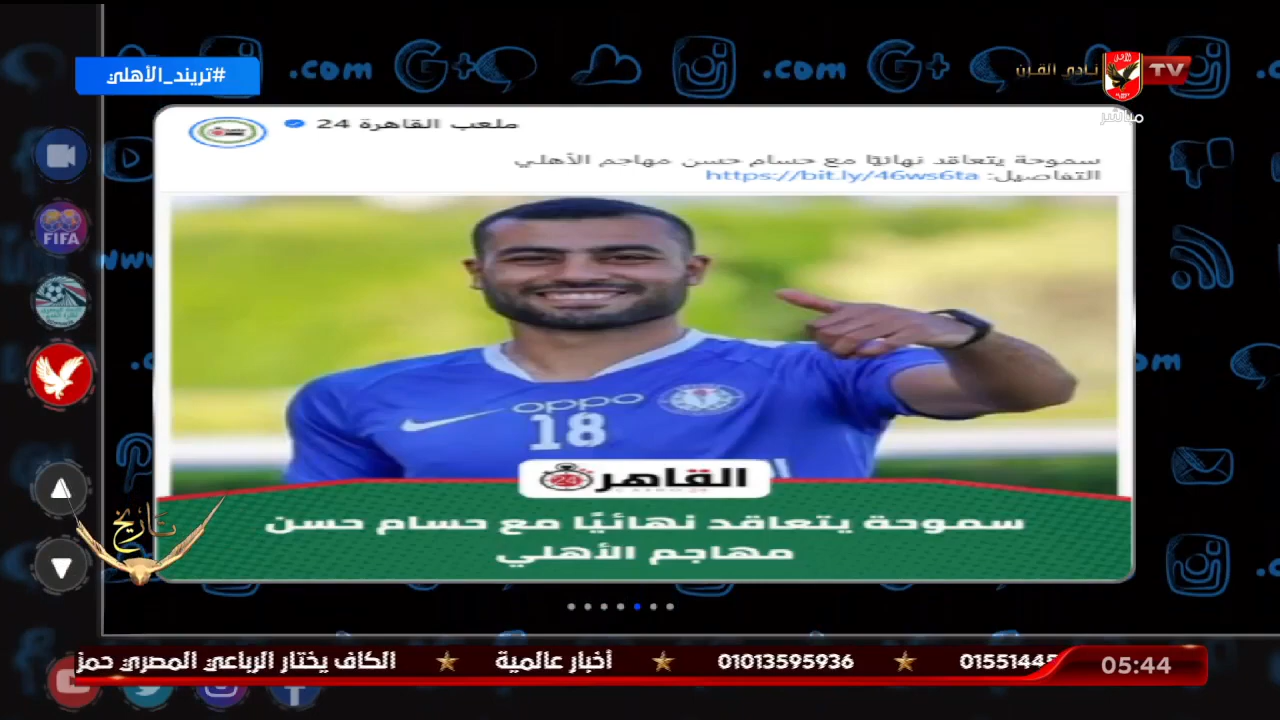 #تريند_الأهلي
نادي القرن
TV
مباشر
ملعب القاهرة 24
سموحة يتعاقد نهائيًا مع حسام حسن مهاجم الأهلي
التفاصيل: https://bit.ly/46ws6ta
FIFA
oppo
18
القاهرة 24
سموحة يتعاقد نهائيًا مع حسام حسن
مهاجم الأهلي
تاريخ
05:44
0155144 ★ 01013595936 ★ أخبار عالمية ★ الكاف يختار الرباعي المصري حمز
.com
.com
G+
G+